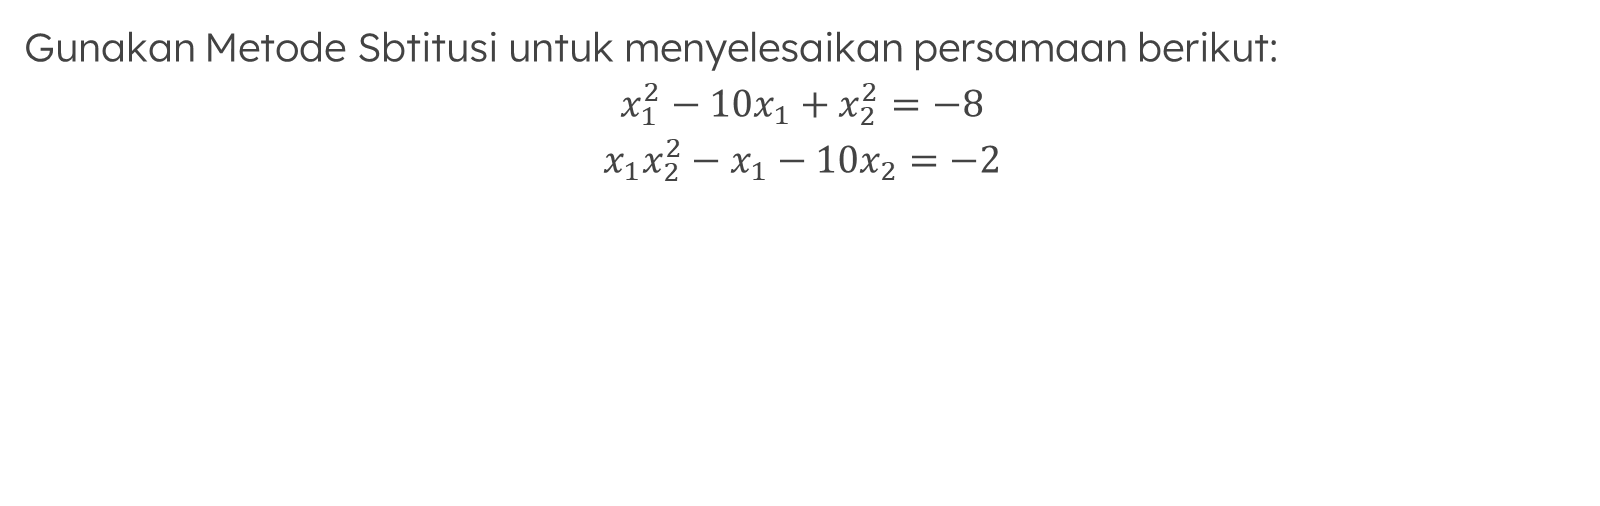 Gunakan Metode Sbtitusi untuk menyelesaikan persamaan berikut:
x₁² − 10x₁ + x₂² = −8
x₁x₂² − x₁ − 10x₂ = −2